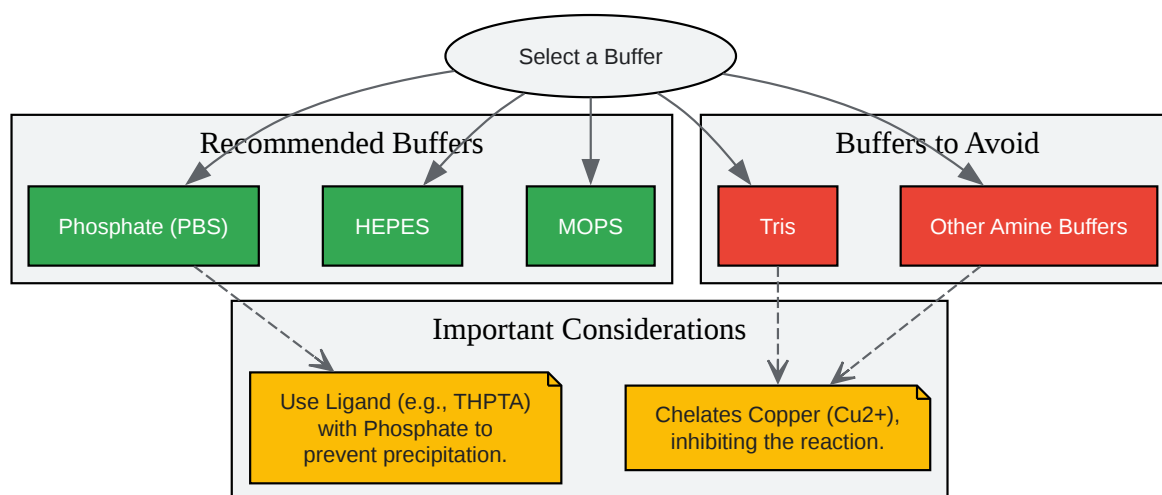 Select a Buffer
Recommended Buffers
Buffers to Avoid
Phosphate (PBS)
HEPES
MOPS
Tris
Other Amine Buffers
Important Considerations
Use Ligand (e.g., THPTA)
with Phosphate to
prevent precipitation.
Chelates Copper (Cu2+),
inhibiting the reaction.